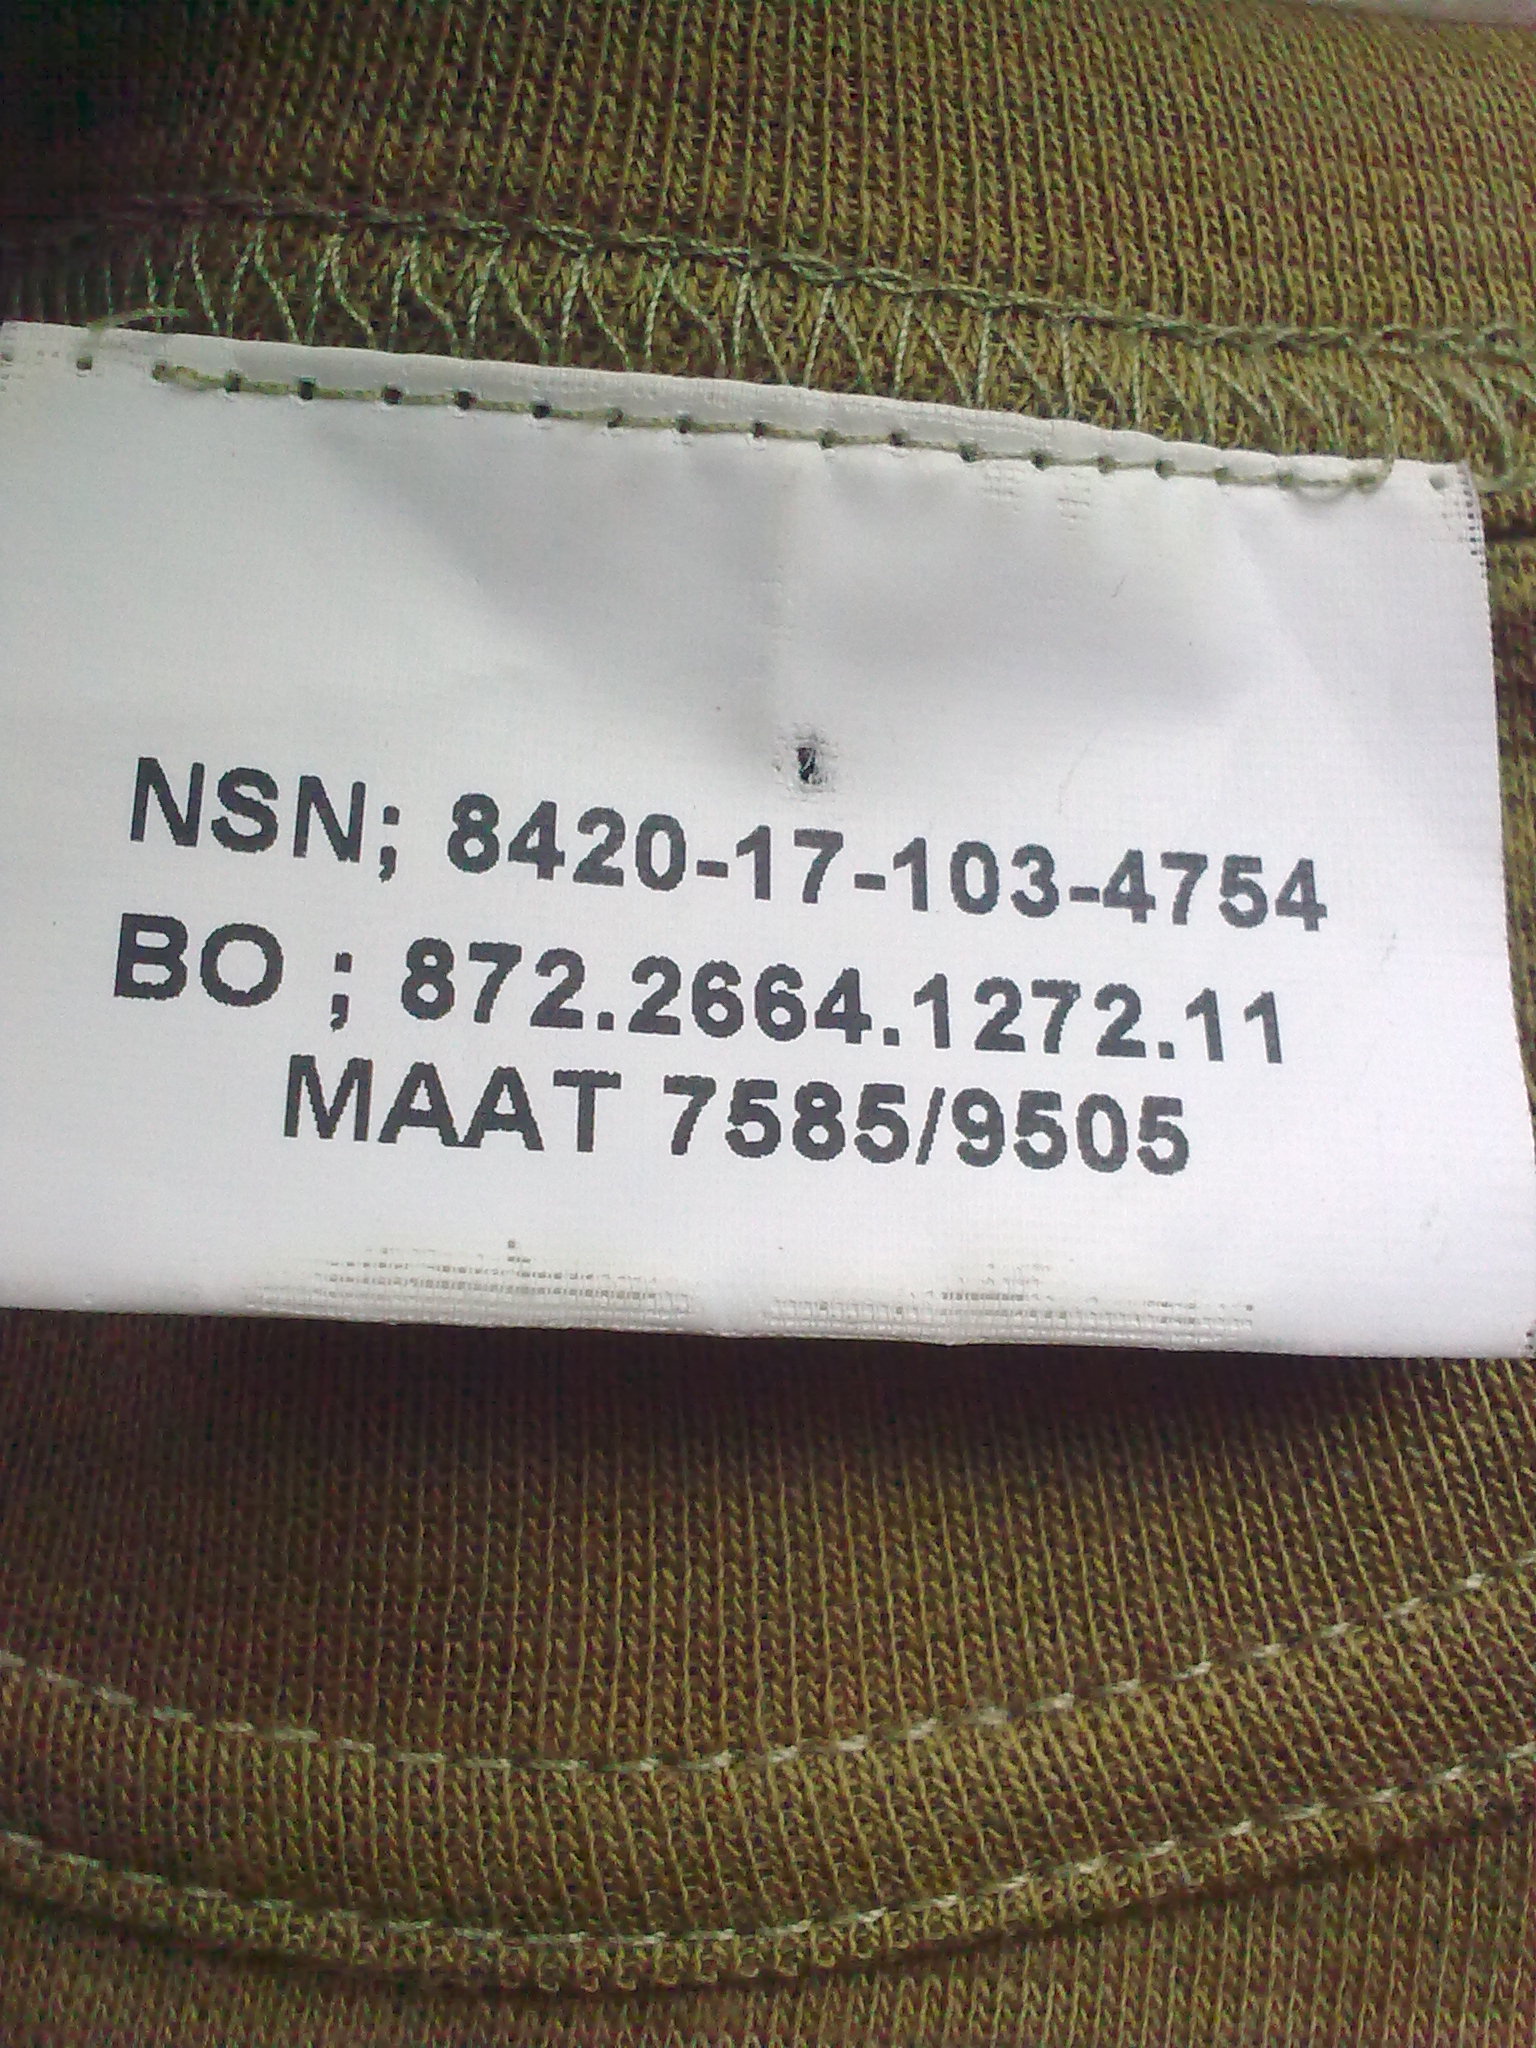 NSN; 8420-17-103-4754
BO ; 872.2664.1272.11
MAAT 7585/9505